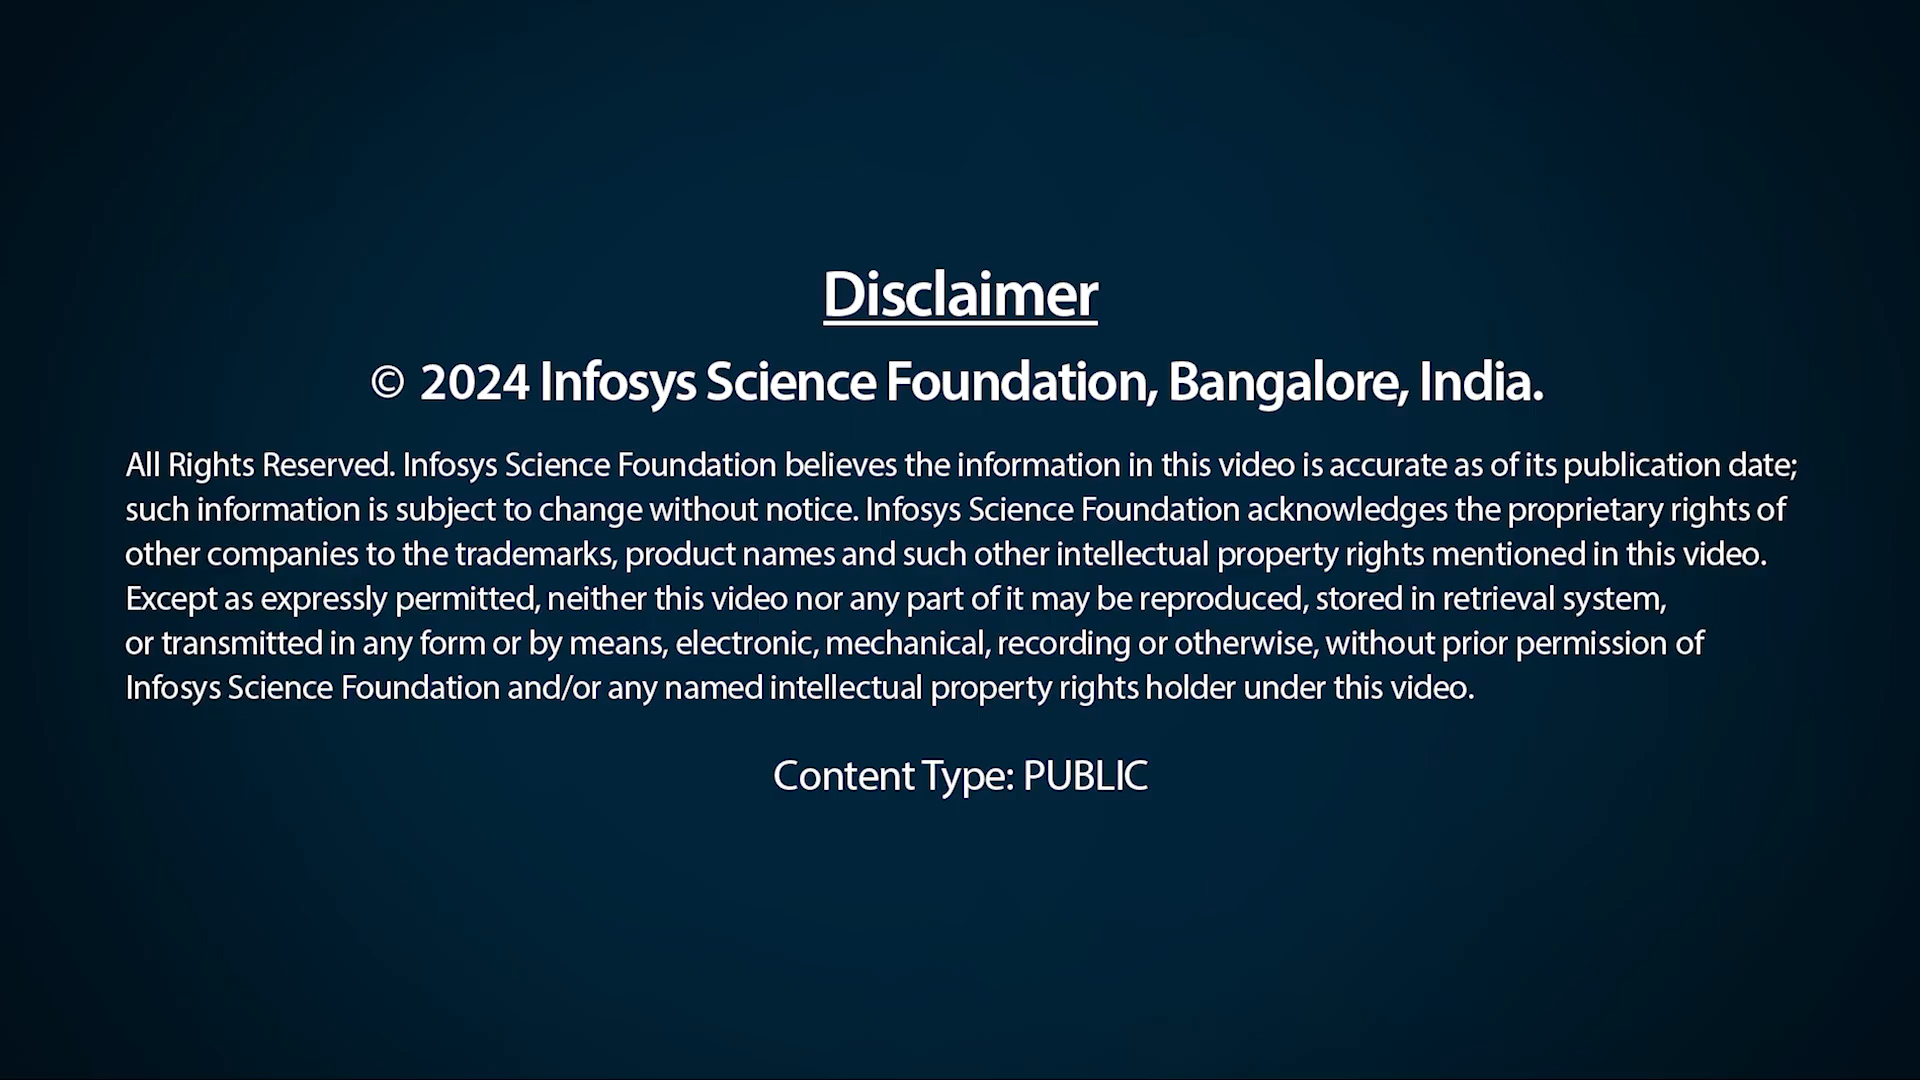 Disclaimer
© 2024 Infosys Science Foundation, Bangalore, India.
All Rights Reserved. Infosys Science Foundation believes the information in this video is accurate as of its publication date;
such information is subject to change without notice. Infosys Science Foundation acknowledges the proprietary rights of
other companies to the trademarks, product names and such other intellectual property rights mentioned in this video.
Except as expressly permitted, neither this video nor any part of it may be reproduced, stored in retrieval system,
or transmitted in any form or by means, electronic, mechanical, recording or otherwise, without prior permission of
Infosys Science Foundation and/or any named intellectual property rights holder under this video.
Content Type: PUBLIC